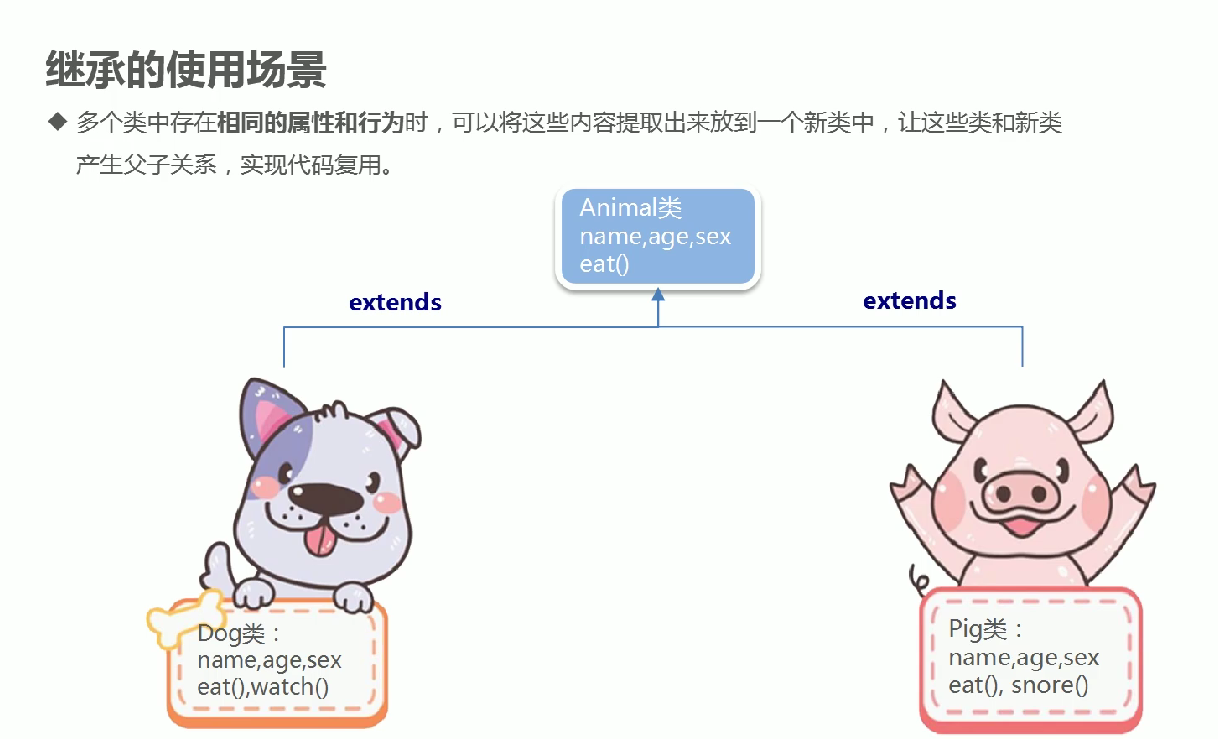 继承的使用场景
◆ 多个类中存在相同的属性和行为时，可以将这些内容提取出来放到一个新类中，让这些类和新类
产生父子关系，实现代码复用。
Animal类
name,age,sex
eat()
extends
extends
Dog类：
name,age,sex
eat(),watch()
Pig类：
name,age,sex
eat(), snore()